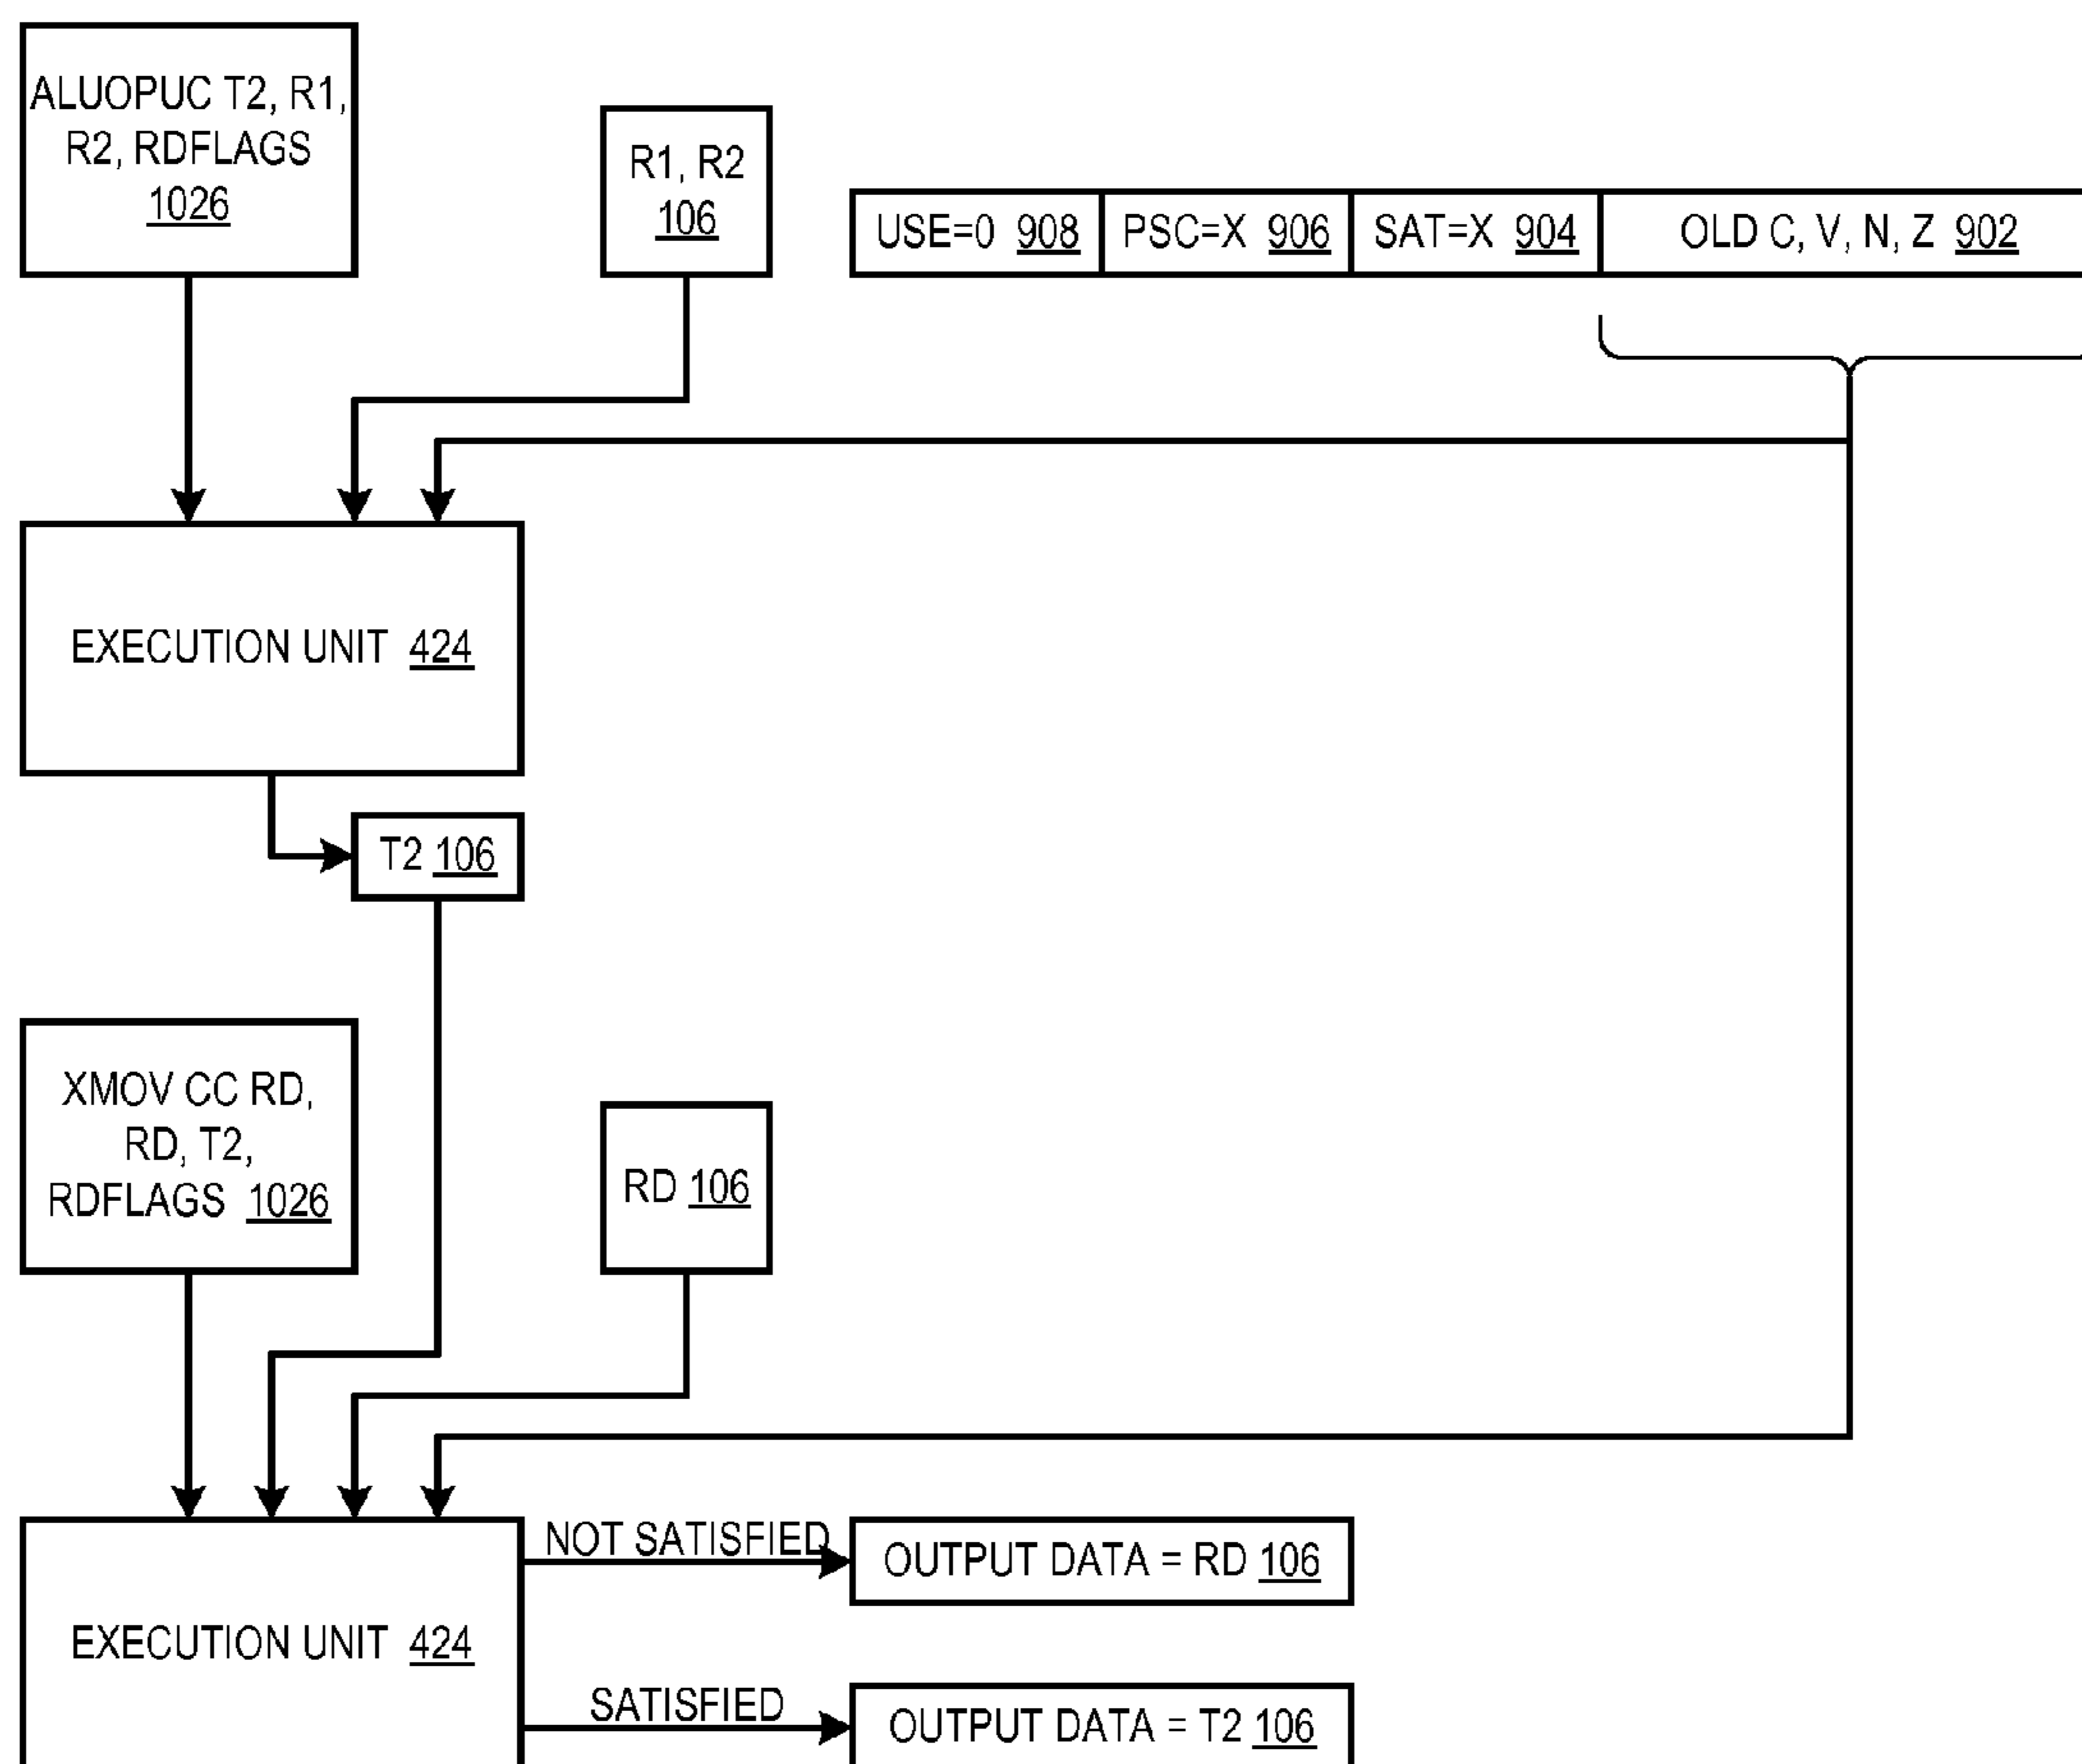 ALUOPUC T2, R1,
R2, RDFLAGS
1026
R1, R2
106
USE=0 908
PSC=X 906
SAT=X 904
OLD C, V, N, Z 902
EXECUTION UNIT 424
T2 106
XMOV CC RD,
RD, T2,
RDFLAGS 1026
RD 106
EXECUTION UNIT 424
NOT SATISFIED
OUTPUT DATA = RD 106
SATISFIED
OUTPUT DATA = T2 106